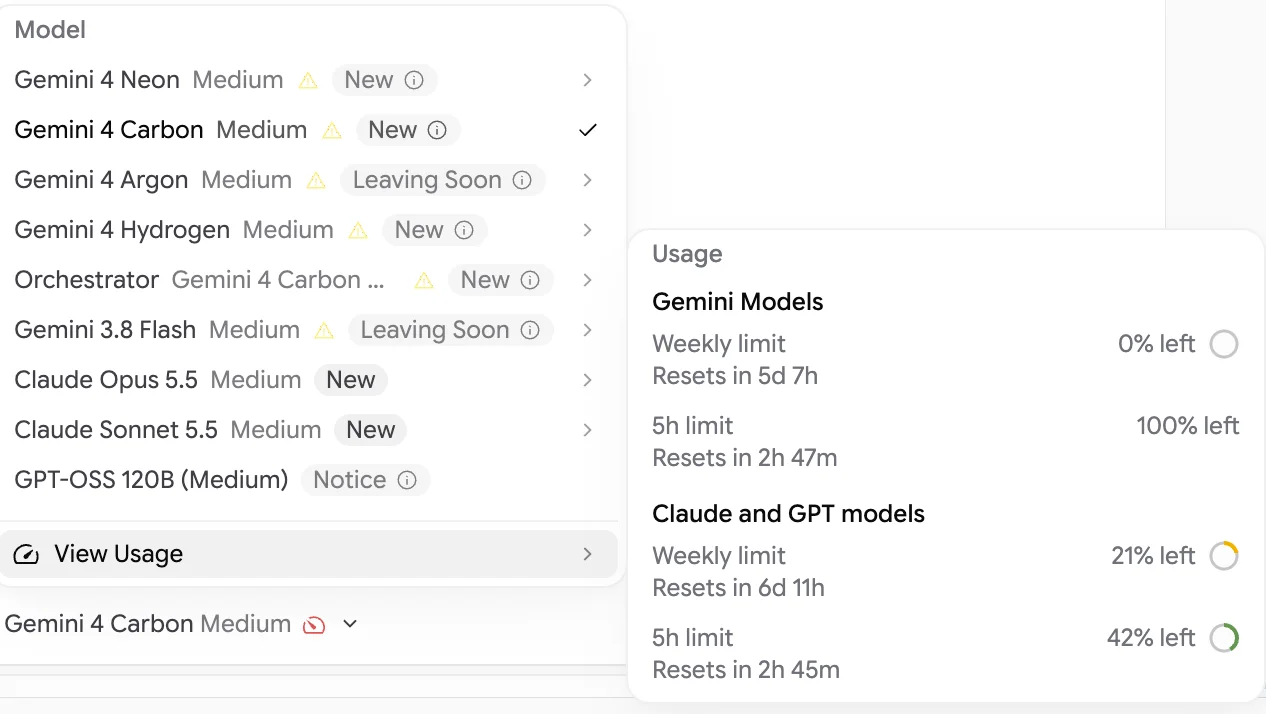 Model
Gemini 4 Neon Medium New
Gemini 4 Carbon Medium New
Gemini 4 Argon Medium Leaving Soon
Gemini 4 Hydrogen Medium New
Orchestrator Gemini 4 Carbon ... New
Gemini 3.8 Flash Medium Leaving Soon
Claude Opus 5.5 Medium New
Claude Sonnet 5.5 Medium New
GPT-OSS 120B (Medium) Notice
View Usage
Gemini 4 Carbon Medium
Usage
Gemini Models
Weekly limit 0% left
Resets in 5d 7h
5h limit 100% left
Resets in 2h 47m
Claude and GPT models
Weekly limit 21% left
Resets in 6d 11h
5h limit 42% left
Resets in 2h 45m